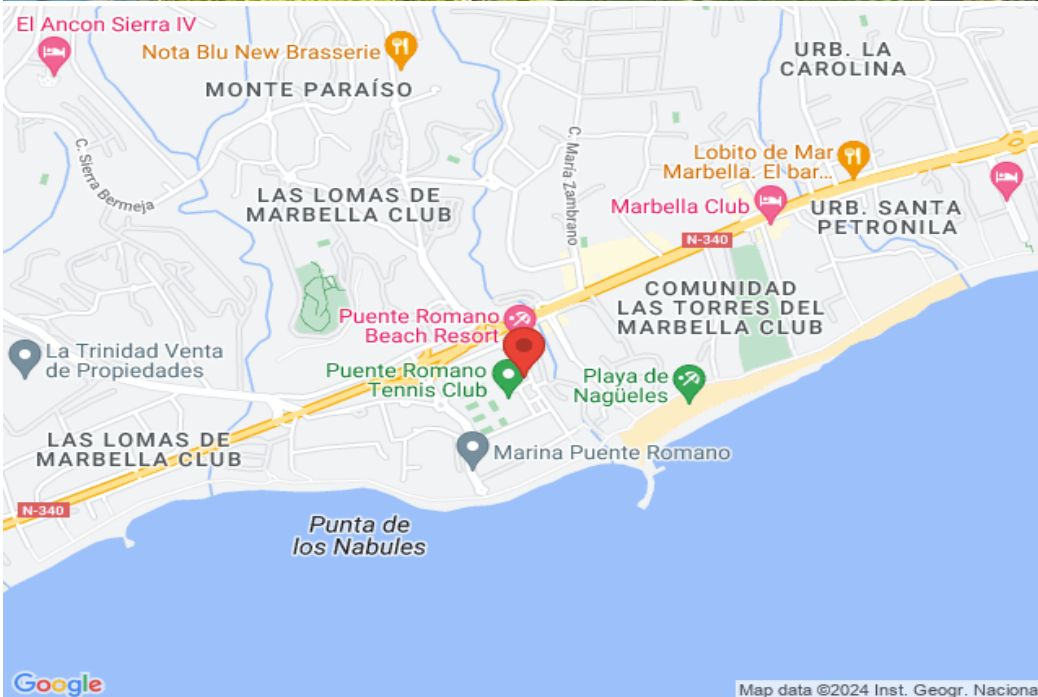 El Ancon Sierra IV
Nota Blu New Brasserie
MONTE PARAÍSO
URB. LA
CAROLINA
C. Sierra Bermeja
C. María Zambrano
Lobito de Mar
Marbella. El bar...
LAS LOMAS DE
MARBELLA CLUB
Marbella Club
URB. SANTA
PETRONILA
N-340
COMUNIDAD
LAS TORRES DEL
MARBELLA CLUB
Puente Romano
Beach Resort
La Trinidad Venta
de Propiedades
Puente Romano
Tennis Club
Playa de
Nagüeles
LAS LOMAS DE
MARBELLA CLUB
Marina Puente Romano
N-340
Punta de
los Nabules
Google
Map data ©2024 Inst. Geogr. Naciona